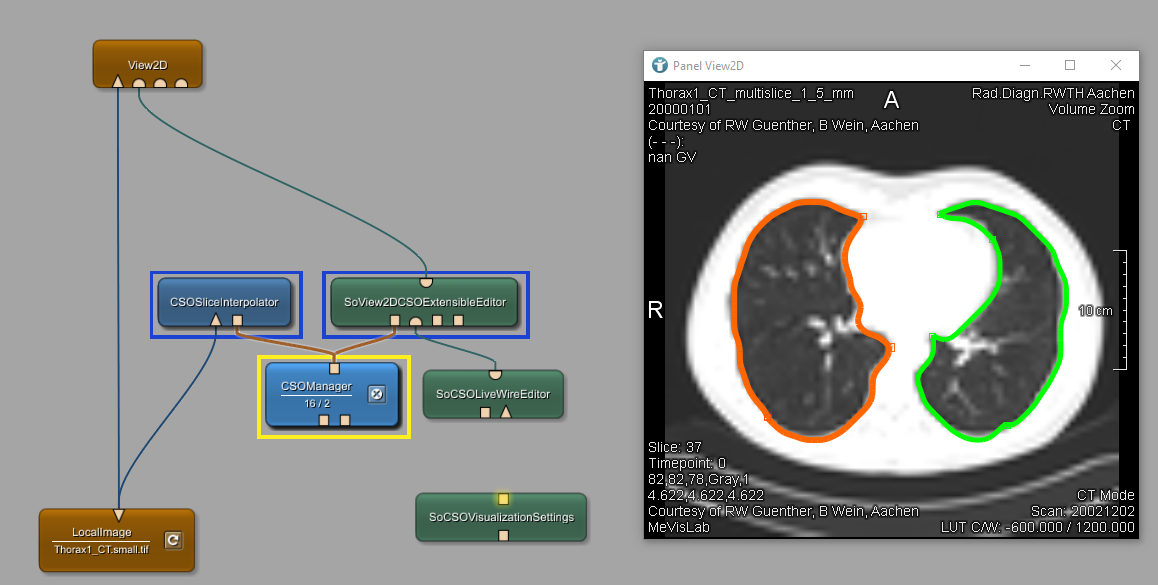 View2D
CSOSliceInterpolator
SoView2DCSOExtensibleEditor
CSOManager
16 / 2
SoCSOLiveWireEditor
SoCSOVisualizationSettings
LocalImage
Thorax1_CT.small.tif
Panel View2D
Thorax1_CT_multislice_1_5_mm
20000101
Courtesy of RW Guenther, B Wein, Aachen
(- - -):
nan GV
A
Rad.Diagn.RWTH Aachen
Volume Zoom
CT
R
10 cm
Slice: 37
Timepoint: 0
82,82,78,Gray,1
4.622,4.622,4.622
Courtesy of RW Guenther, B Wein, Aachen
MeVisLab
CT Mode
Scan: 20021202
LUT C/W: -600.000 / 1200.000